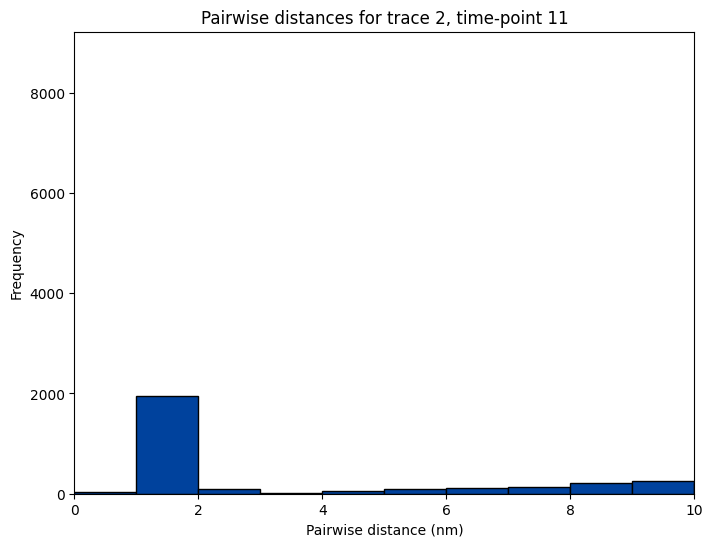 Pairwise distances for trace 2, time-point 11
8000
6000
4000
2000
0
Frequency
0 2 4 6 8 10
Pairwise distance (nm)